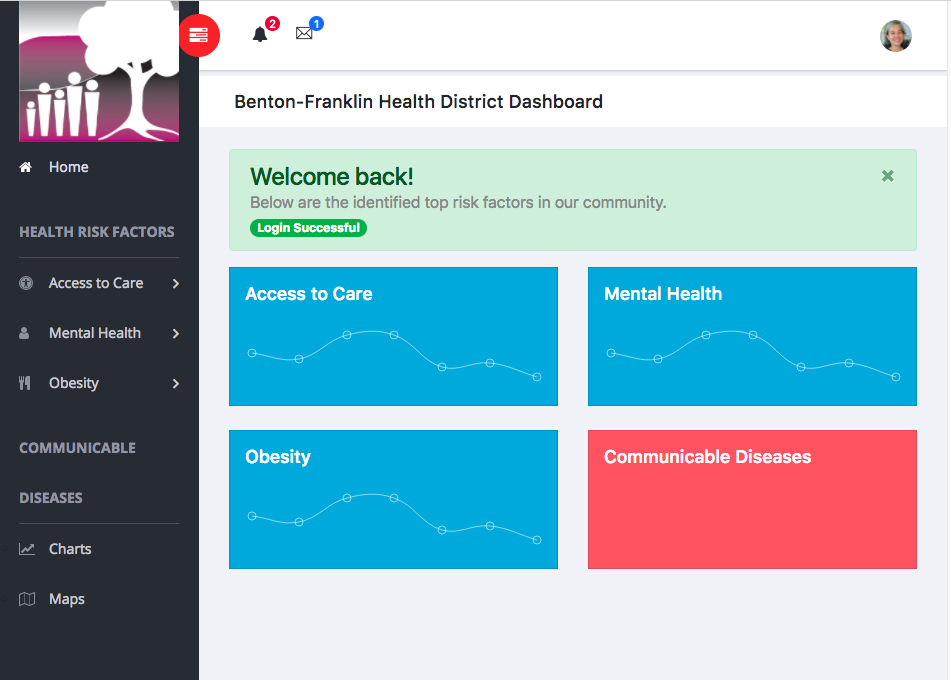 2
1
Benton-Franklin Health District Dashboard
Home
HEALTH RISK FACTORS
Access to Care
Mental Health
Obesity
COMMUNICABLE
DISEASES
Charts
Maps
Welcome back!
×
Below are the identified top risk factors in our community.
Login Successful
Access to Care
Mental Health
Obesity
Communicable Diseases